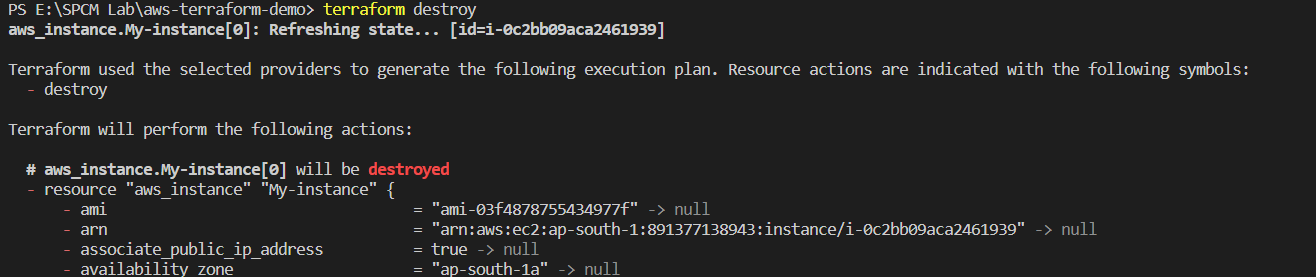 PS E:\SPCM Lab\aws-terraform-demo> terraform destroy
aws_instance.My-instance[0]: Refreshing state... [id=i-0c2bb09aca2461939]
Terraform used the selected providers to generate the following execution plan. Resource actions are indicated with the following symbols:
- destroy
Terraform will perform the following actions:
# aws_instance.My-instance[0] will be destroyed
- resource "aws_instance" "My-instance" {
- ami = "ami-03f4878755434977f" -> null
- arn = "arn:aws:ec2:ap-south-1:891377138943:instance/i-0c2bb09aca2461939" -> null
- associate_public_ip_address = true -> null
- availability_zone = "ap-south-1a" -> null